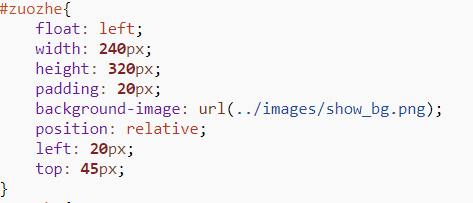 #zuozhe{
    float: left;
    width: 240px;
    height: 320px;
    padding: 20px;
    background-image: url(../images/show_bg.png);
    position: relative;
    left: 20px;
    top: 45px;
}